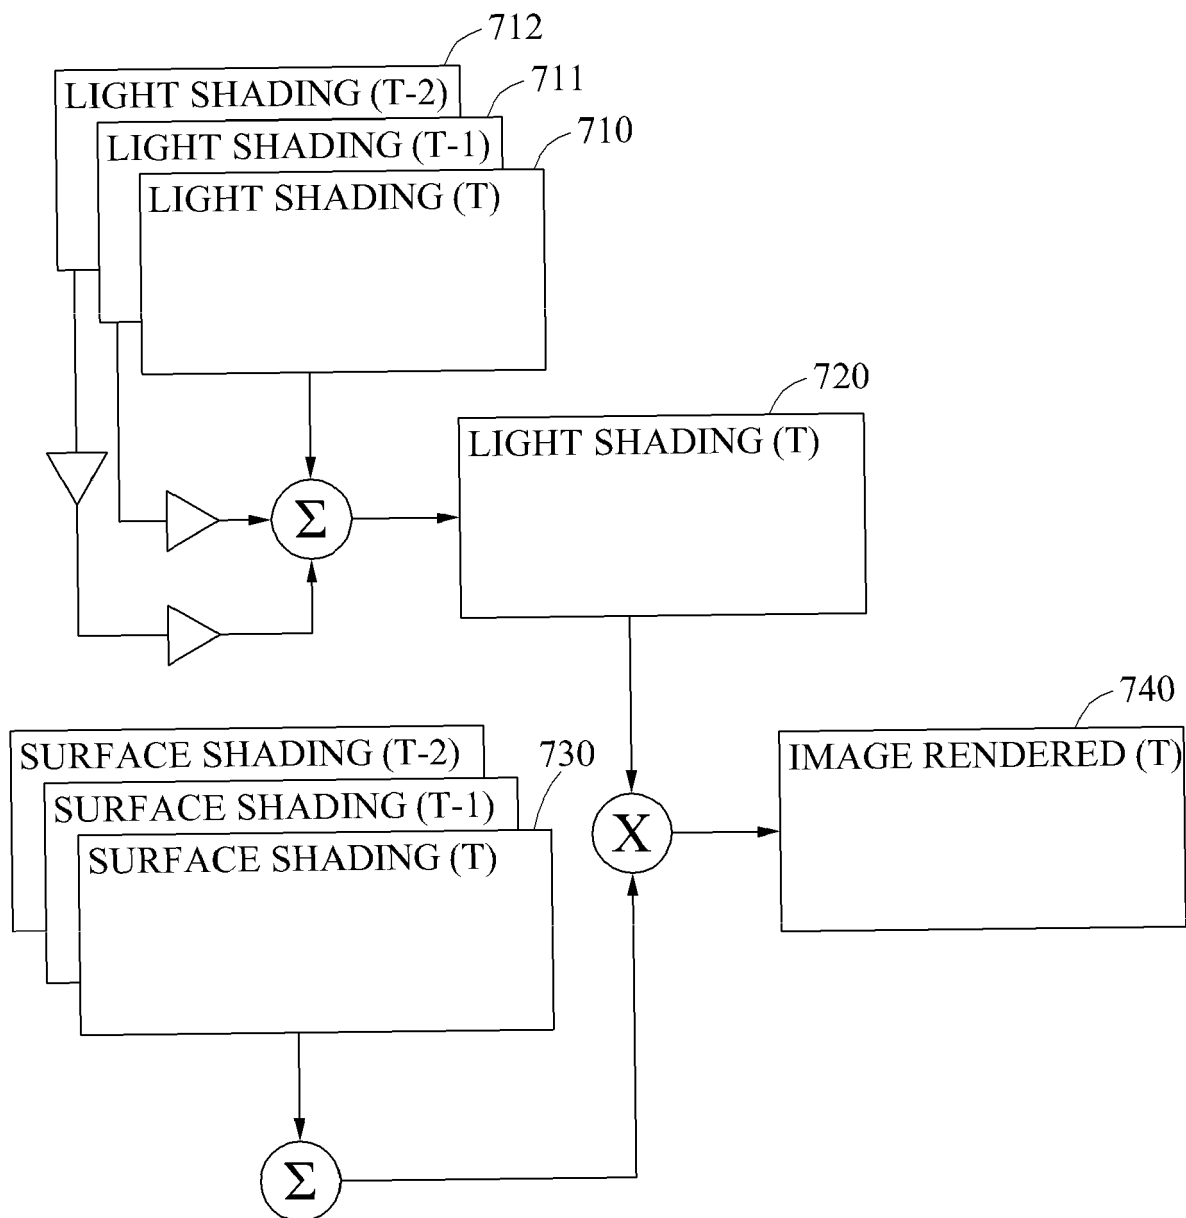 712
LIGHT SHADING (T-2)
711
LIGHT SHADING (T-1)
710
LIGHT SHADING (T)
720
LIGHT SHADING (T)
Σ
740
SURFACE SHADING (T-2)
730
IMAGE RENDERED (T)
SURFACE SHADING (T-1)
X
SURFACE SHADING (T)
Σ